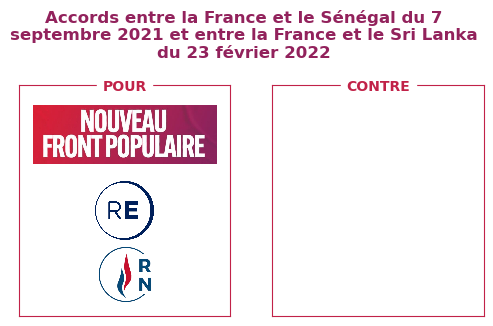 Accords entre la France et le Sénégal du 7
septembre 2021 et entre la France et le Sri Lanka
du 23 février 2022
POUR
CONTRE
NOUVEAU
FRONT POPULAIRE
RE
R
N